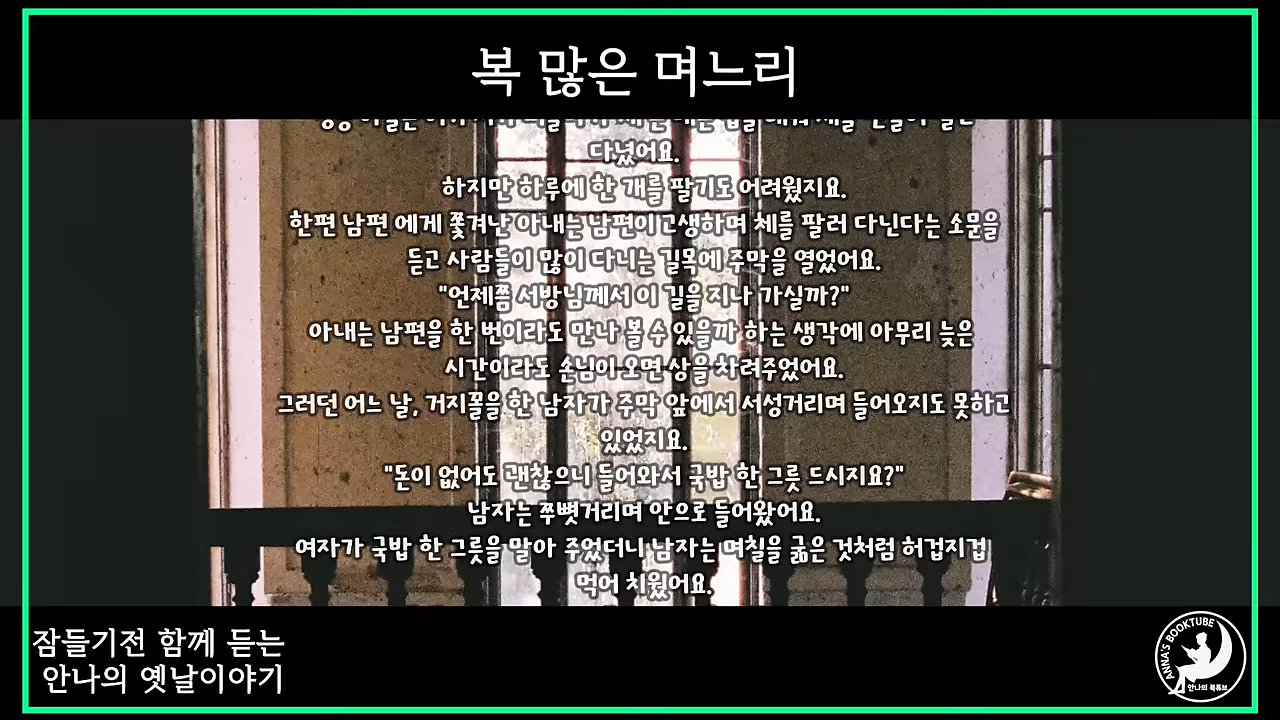 복 많은 며느리
다녔어요.
하지만 하루에 한 개를 팔기도 어려웠지요.
한편 남편 에게 쫓겨난 아내는 남편이고생하며 체를 팔러 다닌다는 소문을
듣고 사람들이 많이 다니는 길목에 주막을 열었어요.
"언제쯤 서방님께서 이 길을 지나 가실까?"
아내는 남편을 한 번이라도 만나 볼 수 있을까 하는 생각에 아무리 늦은
시간이라도 손님이 오면 상을 차려주었어요.
그러던 어느 날, 거지꼴을 한 남자가 주막 앞에서 서성거리며 들어오지도 못하고
있었지요.
"돈이 없어도 괜찮으니 들어와서 국밥 한 그릇 드시지요?"
남자는 쭈뼛거리며 안으로 들어왔어요.
여자가 국밥 한 그릇을 말아 주었더니 남자는 며칠을 굶은 것처럼 허겁지겁
먹어 치웠어요.
잠들기전 함께 듣는
안나의 옛날이야기
ANNA'S BOOKTUBE
안나의 북튜브